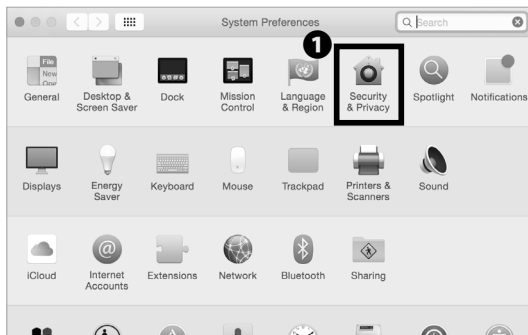 System Preferences
Search
1
File
New
One
General
Desktop &
Screen Saver
Dock
Mission
Control
Language
& Region
Security
& Privacy
Spotlight
Notifications
Displays
Energy
Saver
Keyboard
Mouse
Trackpad
Printers &
Scanners
Sound
iCloud
@
Internet
Accounts
Extensions
Network
Bluetooth
Sharing